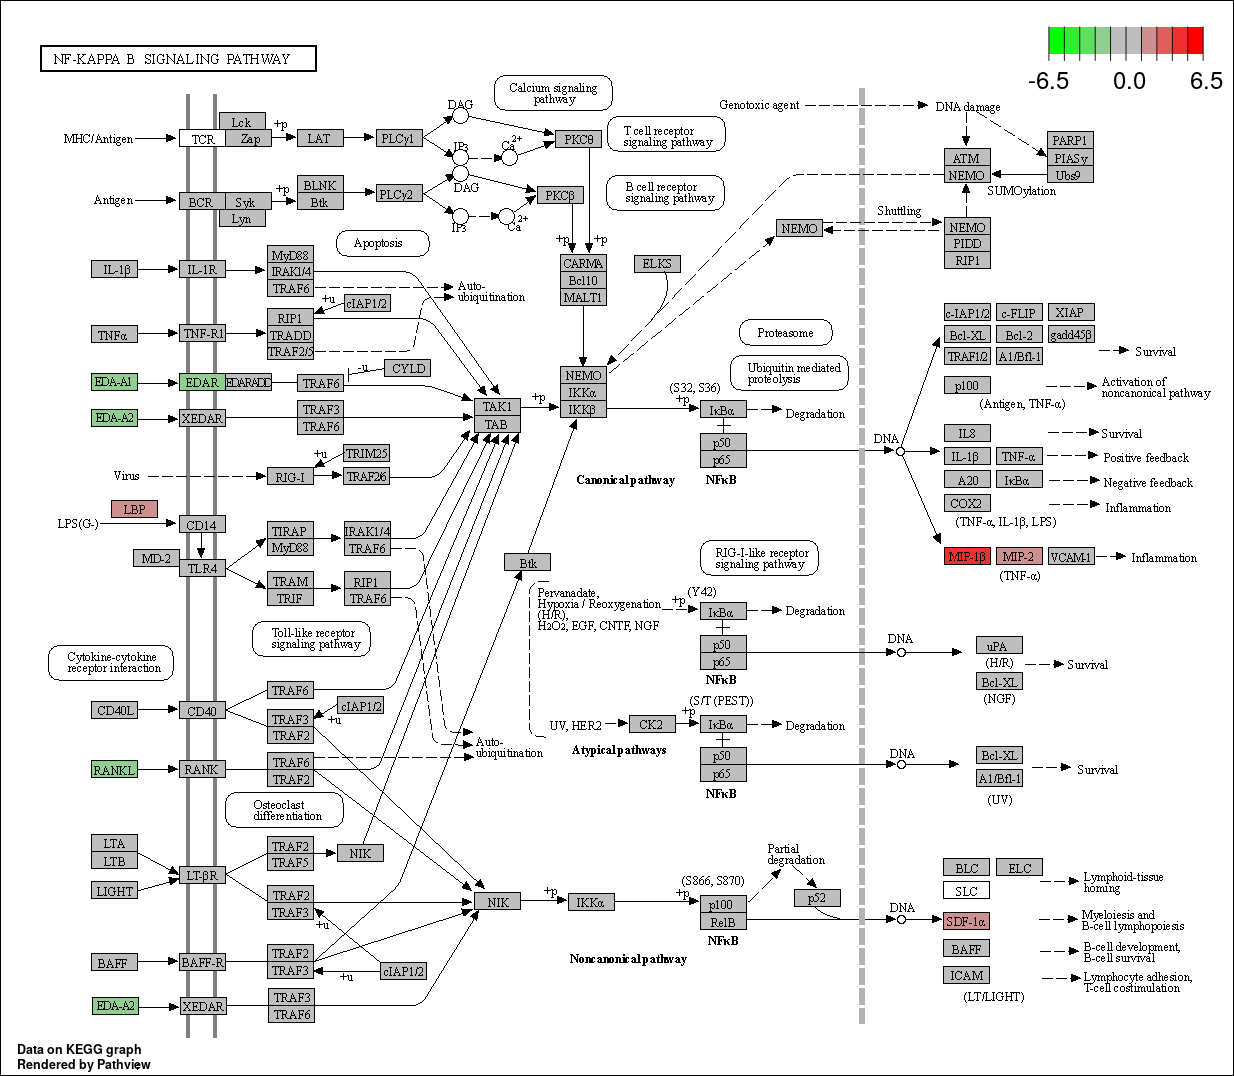 NF-KAPPA B SIGNALING PATHWAY
-6.5 0.0 6.5
Calcium signaling
pathway
T cell receptor
signaling pathway
B cell receptor
signaling pathway
Genotoxic agent
DNA damage
MHC/Antigen
TCR
Lck
Zap
+p
LAT
PLCγ1
DAG
IP3
Ca2+
PKCθ
Antigen
BCR
Syk
Lyn
+p
BLNK
Btk
PLCγ2
DAG
IP3
Ca2+
PKCβ
+p
+p
ATM
NEMO
PARP1
PIASy
Ubs9
SUMOylation
Shuttling
NEMO
NEMO
PIDD
RIP1
Apoptosis
IL-1β
IL-1R
MyD88
IRAK1/4
TRAF6
Auto-
ubiquitination
CARMA
Bcl10
MALT1
ELKS
TNFα
TNF-R1
RIP1
TRADD
TRAF2/5
+u
cIAP1/2
Proteasome
Ubiquitin mediated
proteolysis
EDA-A1
EDAR
EDARADD
TRAF6
-u
CYLD
EDA-A2
XEDAR
TRAF3
TRAF6
TAK1
TAB
+p
NEMO
IKKα
IKKβ
(S32, S36)
+p
IκBα
Degradation
p50
p65
NFκB
Canonical pathway
DNA
c-IAP1/2
c-FLIP
XIAP
Bcl-XL
Bcl-2
gadd45β
TRAF1/2
A1/Bfl-1
Survival
p100
Activation of
noncanonical pathway
(Antigen, TNF-α)
IL8
Survival
IL-1β
TNF-α
Positive feedback
A20
IκBα
Negative feedback
COX2
Inflammation
(TNF-α, IL-1β, LPS)
MIP-1β
MIP-2
VCAM-1
Inflammation
(TNF-α)
Virus
RIG-I
+u
TRIM25
TRAF2/6
LBP
LPS(G-)
CD14
MD-2
TLR4
TIRAP
MyD88
IRAK1/4
TRAF6
TRAM
TRIF
RIP1
TRAF6
Btk
RIG-I-like receptor
signaling pathway
Pervanadate,
Hypoxia / Reoxygenation
(H/R),
H2O2, EGF, CNTF, NGF
+p
(Y42)
IκBα
Degradation
p50
p65
NFκB
DNA
uPA
(H/R)
Bcl-XL
(NGF)
Survival
Toll-like receptor
signaling pathway
Cytokine-cytokine
receptor interaction
CD40L
CD40
TRAF6
TRAF3
TRAF2
cIAP1/2
+u
Auto-
ubiquitination
UV, HER2
CK2
+p
(S/T (PEST))
IκBα
Degradation
p50
p65
NFκB
Atypical pathways
DNA
Bcl-XL
A1/Bfl-1
(UV)
Survival
RANKL
RANK
TRAF6
TRAF2
Osteoclast
differentiation
LTA
LTB
LIGHT
LT-βR
TRAF2
TRAF5
NIK
TRAF2
TRAF3
+u
NIK
+p
IKKα
+p
(S866, S870)
p100
RelB
NFκB
Partial
degradation
p52
DNA
BLC
ELC
SLC
Lymphoid-tissue
homing
SDF-1α
Myeloiesis and
B-cell lymphopoiesis
BAFF
B-cell development,
B-cell survival
ICAM
Lymphocyte adhesion,
T-cell costimulation
(LT/LIGHT)
Noncanonical pathway
BAFF
BAFF-R
TRAF2
TRAF3
+u
cIAP1/2
EDA-A2
XEDAR
TRAF3
TRAF6
Data on KEGG graph
Rendered by Pathview